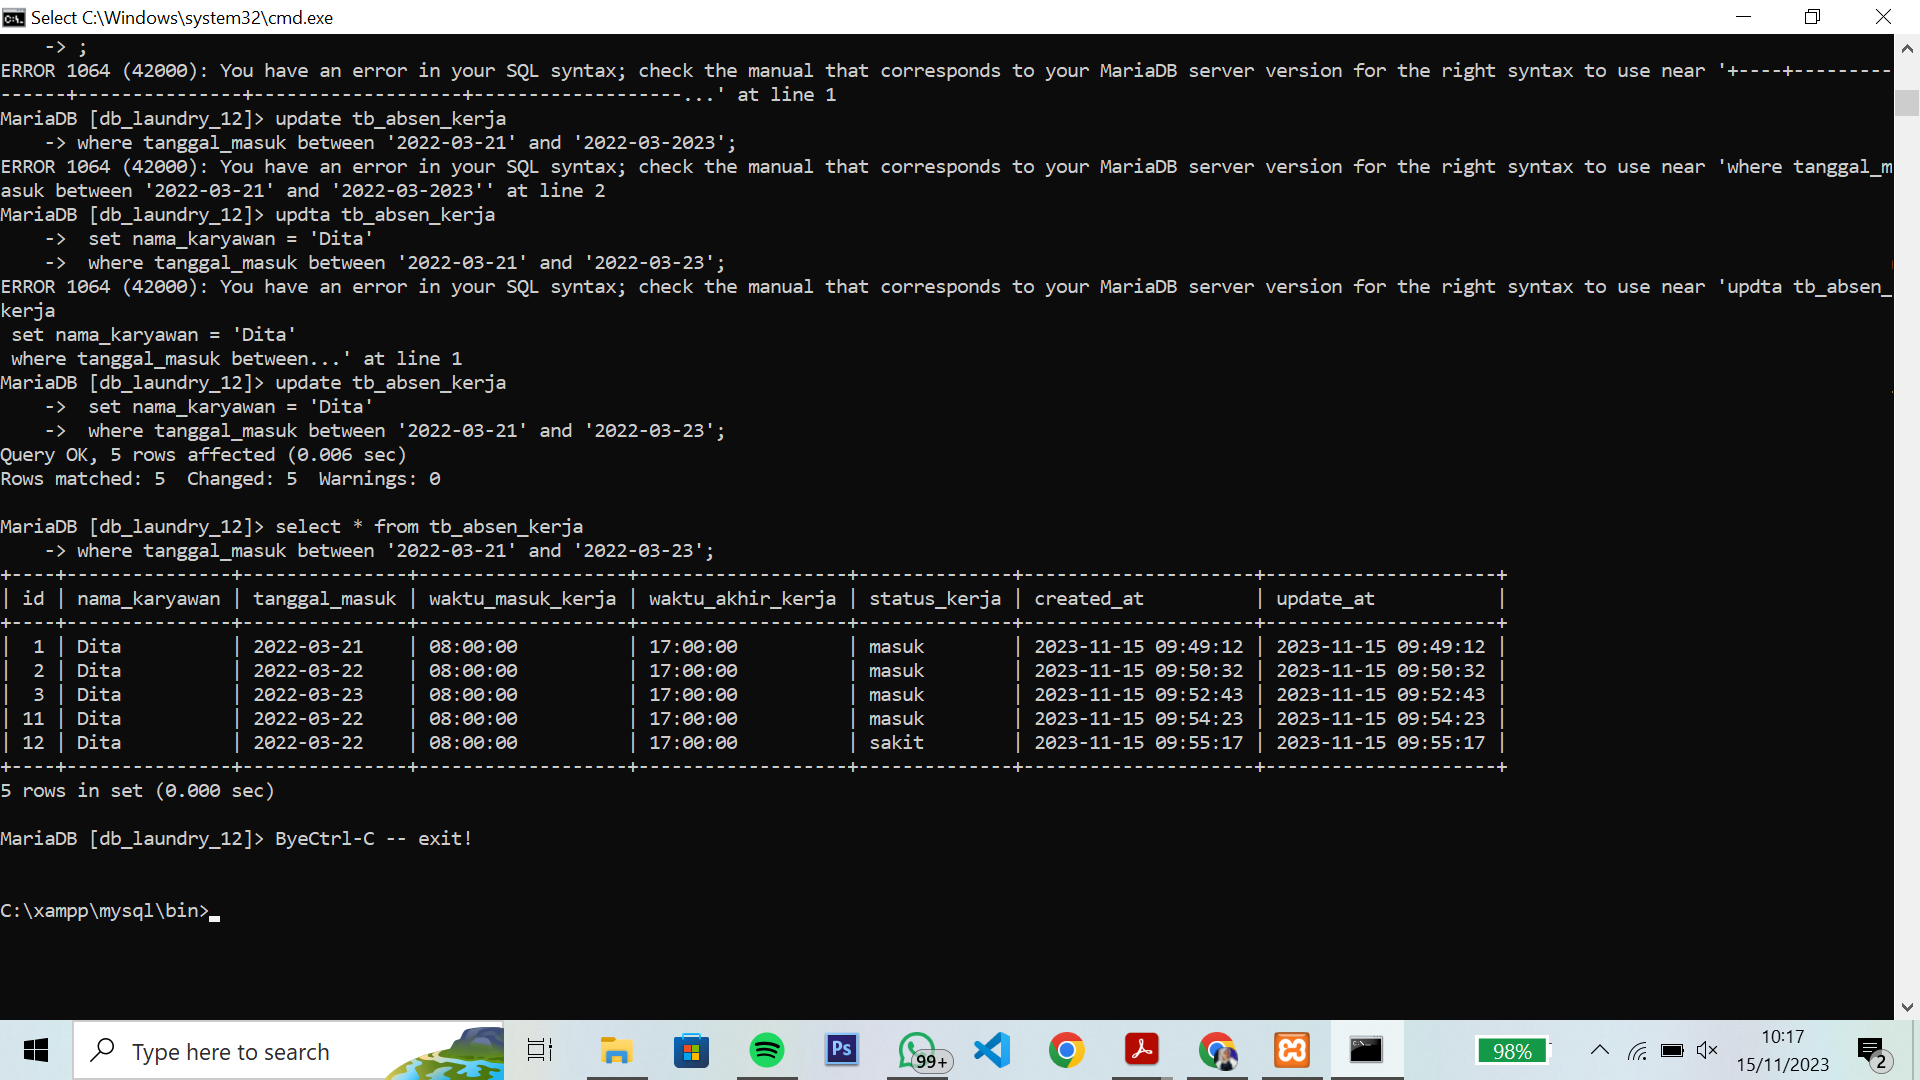 Select C:\Windows\system32\cmd.exe
    -> ;
ERROR 1064 (42000): You have an error in your SQL syntax; check the manual that corresponds to your MariaDB server version for the right syntax to use near '+----+---------
------+---------------+-------------------+-------------------...' at line 1
MariaDB [db_laundry_12]> update tb_absen_kerja
    -> where tanggal_masuk between '2022-03-21' and '2022-03-2023';
ERROR 1064 (42000): You have an error in your SQL syntax; check the manual that corresponds to your MariaDB server version for the right syntax to use near 'where tanggal_m
asuk between '2022-03-21' and '2022-03-2023'' at line 2
MariaDB [db_laundry_12]> updta tb_absen_kerja
    ->  set nama_karyawan = 'Dita'
    ->  where tanggal_masuk between '2022-03-21' and '2022-03-23';
ERROR 1064 (42000): You have an error in your SQL syntax; check the manual that corresponds to your MariaDB server version for the right syntax to use near 'updta tb_absen_
kerja
 set nama_karyawan = 'Dita'
 where tanggal_masuk between...' at line 1
MariaDB [db_laundry_12]> update tb_absen_kerja
    ->  set nama_karyawan = 'Dita'
    ->  where tanggal_masuk between '2022-03-21' and '2022-03-23';
Query OK, 5 rows affected (0.006 sec)
Rows matched: 5  Changed: 5  Warnings: 0
MariaDB [db_laundry_12]> select * from tb_absen_kerja
    -> where tanggal_masuk between '2022-03-21' and '2022-03-23';
+----+---------------+---------------+-------------------+-------------------+--------------+---------------------+---------------------+
| id | nama_karyawan | tanggal_masuk | waktu_masuk_kerja | waktu_akhir_kerja | status_kerja | created_at          | update_at           |
+----+---------------+---------------+-------------------+-------------------+--------------+---------------------+---------------------+
|  1 | Dita          | 2022-03-21    | 08:00:00          | 17:00:00          | masuk        | 2023-11-15 09:49:12 | 2023-11-15 09:49:12 |
|  2 | Dita          | 2022-03-22    | 08:00:00          | 17:00:00          | masuk        | 2023-11-15 09:50:32 | 2023-11-15 09:50:32 |
|  3 | Dita          | 2022-03-23    | 08:00:00          | 17:00:00          | masuk        | 2023-11-15 09:52:43 | 2023-11-15 09:52:43 |
| 11 | Dita          | 2022-03-22    | 08:00:00          | 17:00:00          | masuk        | 2023-11-15 09:54:23 | 2023-11-15 09:54:23 |
| 12 | Dita          | 2022-03-22    | 08:00:00          | 17:00:00          | sakit        | 2023-11-15 09:55:17 | 2023-11-15 09:55:17 |
+----+---------------+---------------+-------------------+-------------------+--------------+---------------------+---------------------+
5 rows in set (0.000 sec)
MariaDB [db_laundry_12]> ByeCtrl-C -- exit!
C:\xampp\mysql\bin>
Type here to search
Ps
99+
98%
10:17
15/11/2023
2